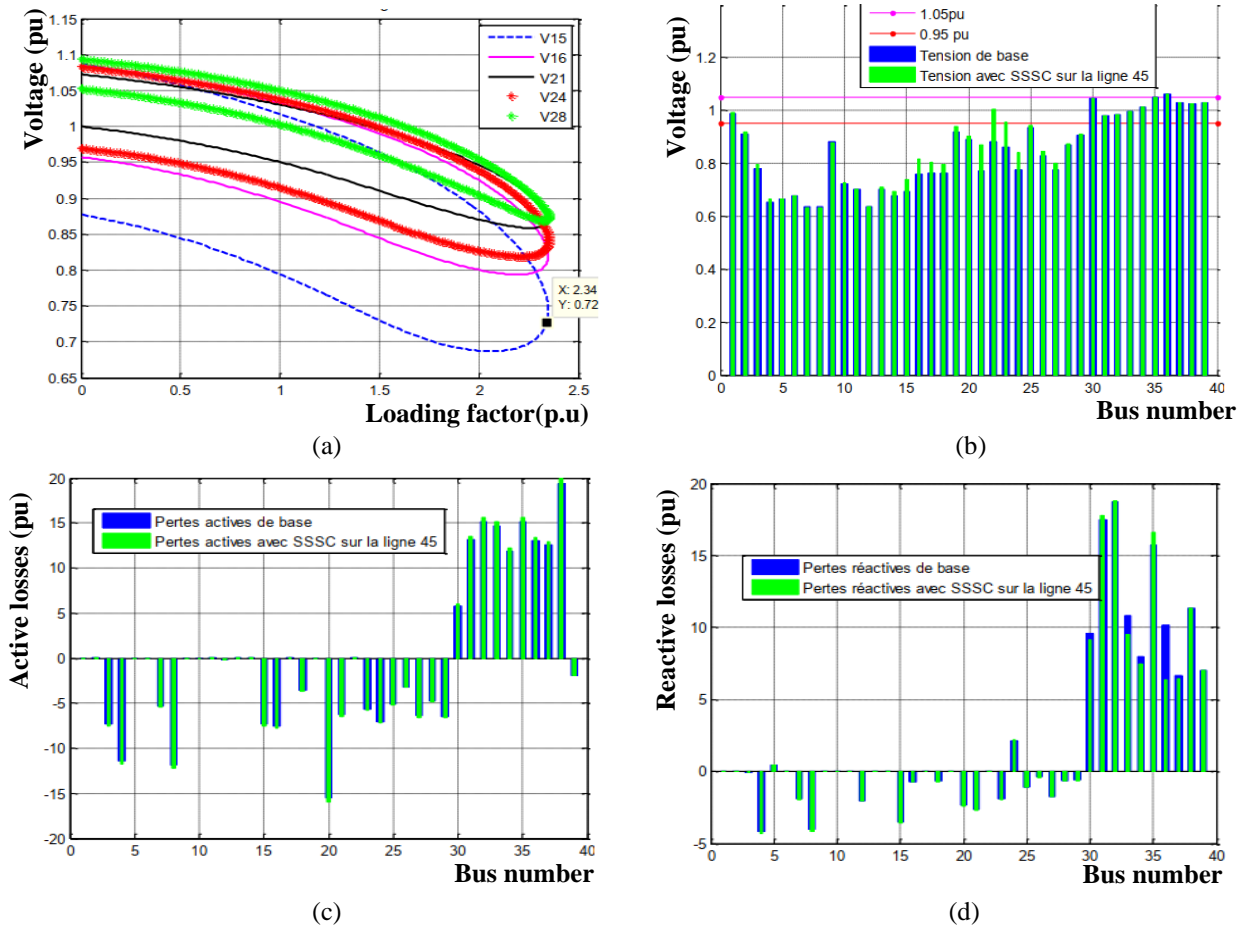 Voltage (pu)
1.15
1.1
1.05
1
0.95
0.9
0.85
0.8
0.75
0.7
0.65
V15
V16
V21
V24
V28
X: 2.34
Y: 0.72
0
0.5
1
1.5
2
2.5
Loading factor(p.u)
(a)
Voltage (pu)
1.05pu
0.95 pu
Tension de base
Tension avec SSSC sur la ligne 45
1.2
1
0.8
0.6
0.4
0.2
0
0
5
10
15
20
25
30
35
40
Bus number
(b)
Active losses (pu)
20
15
10
5
0
-5
-10
-15
-20
Pertes actives de base
Pertes actives avec SSSC sur la ligne 45
0
5
10
15
20
25
30
35
40
Bus number
(c)
Reactive losses (pu)
20
15
10
5
0
-5
Pertes réactives de base
Pertes réactives avec SSSC sur la ligne 45
0
5
10
15
20
25
30
35
40
Bus number
(d)